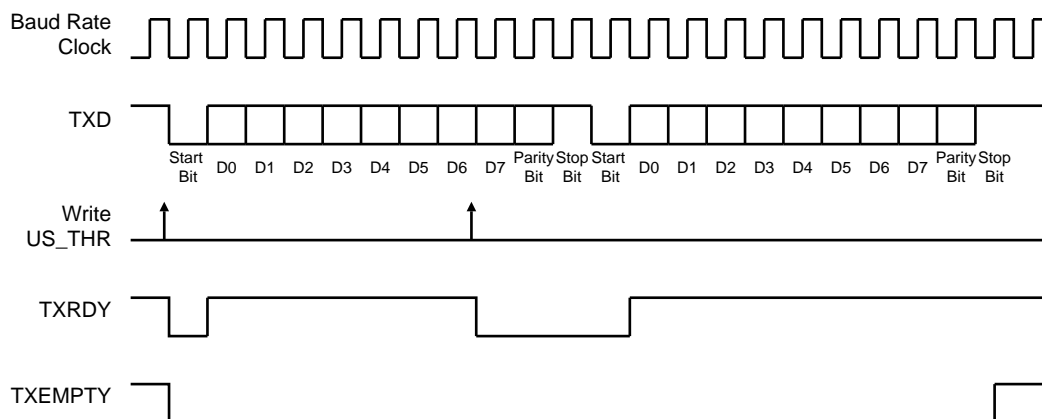 Baud Rate
Clock
TXD
Start
Bit
D0
D1
D2
D3
D4
D5
D6
D7
Parity
Bit
Stop
Bit
Start
Bit
D0
D1
D2
D3
D4
D5
D6
D7
Parity
Bit
Stop
Bit
Write
US_THR
TXRDY
TXEMPTY